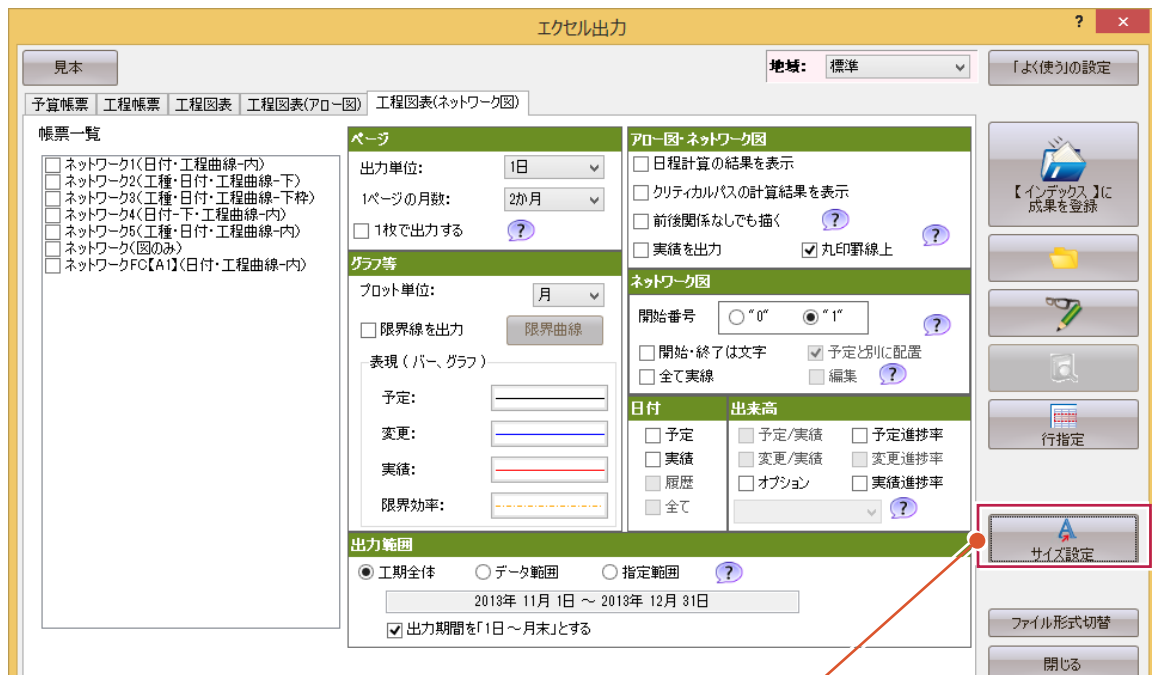 エクセル出力
?
×
見本
地域: 標準
「よく使う」の設定
予算帳票 工程帳票 工程図表 工程図表(アロー図) 工程図表(ネットワーク図)
帳票一覧
ネットワーク1(日付・工程曲線-内)
ネットワーク2(工種・日付・工程曲線-下)
ネットワーク3(工種・日付・工程曲線-下枠)
ネットワーク4(日付-下・工程曲線-内)
ネットワーク5(工種・日付・工程曲線-内)
ネットワーク(図のみ)
ネットワークFC【A1】(日付・工程曲線-内)
ページ
出力単位: 1日
1ページの月数: 2か月
1枚で出力する ?
グラフ等
プロット単位: 月
限界線を出力 限界曲線
表現 ( バー、グラフ )
予定:
変更:
実績:
限界効率:
アロー図・ネットワーク図
日程計算の結果を表示
クリティカルパスの計算結果を表示
前後関係なしでも描く ?
?
実績を出力 丸印罫線上
ネットワーク図
開始番号 "0" "1" ?
開始・終了は文字 予定と別に配置
全て実線 編集 ?
日付
予定
実績
履歴
全て
出来高
予定/実績 予定進捗率
変更/実績 変更進捗率
オプション 実績進捗率
?
出力範囲
工期全体 データ範囲 指定範囲 ?
2013年 11月 1日 ~ 2013年 12月 31日
出力期間を「1日~月末」とする
【 インデックス 】に
成果を登録
行指定
サイズ設定
ファイル形式切替
閉じる